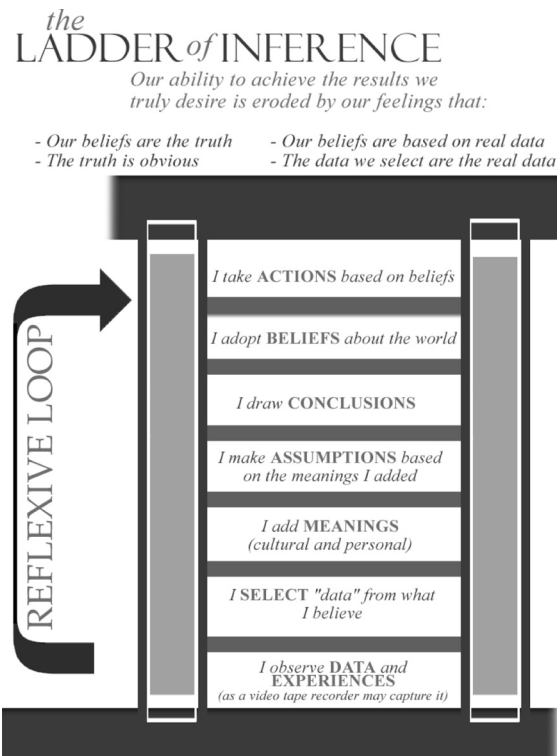 the
LADDER of INFERENCE
Our ability to achieve the results we
truly desire is eroded by our feelings that:
- Our beliefs are the truth
- The truth is obvious
- Our beliefs are based on real data
- The data we select are the real data
I take ACTIONS based on beliefs
I adopt BELIEFS about the world
I draw CONCLUSIONS
I make ASSUMPTIONS based
on the meanings I added
I add MEANINGS
(cultural and personal)
I SELECT "data" from what
I believe
I observe DATA and
EXPERIENCES
(as a video tape recorder may capture it)
REFLEXIVE LOOP